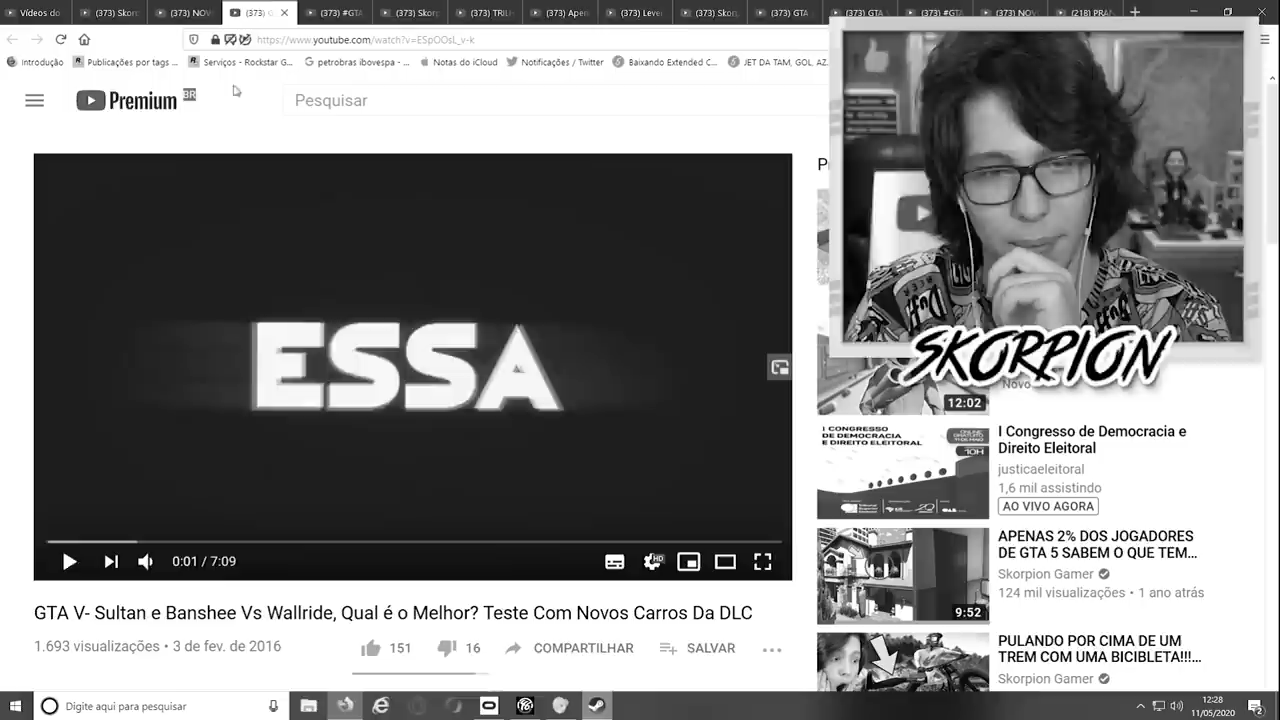 Vídeos do
(373)
(373) NOV
(373)
(373) #GTA
(373) Skorp
(373) TRILH
(373) Apen
(373) Lever
(373) Skorp
(373) GTA
(373) GTA V
(373) #GTA
(373) NOVO
(218) PRAN
https://www.youtube.com/watch?v=ESpOOsL_v-k
Introdução
Publicações por tags ...
Serviços - Rockstar G...
petrobras ibovespa - ...
Notas do iCloud
Notificações / Twitter
Baixando Extended C...
JET DA TAM, GOL, AZ
Premium BR
Pesquisar
Duff
BEER
SKORPION
ESSA
Novo
12:02
I CONGRESSO
DE DEMOCRACIA
E DIREITO ELEITORAL
10H
I Congresso de Democracia e
Direito Eleitoral
justicaeleitoral
1,6 mil assistindo
AO VIVO AGORA
APENAS 2% DOS JOGADORES
DE GTA 5 SABEM O QUE TEM...
Skorpion Gamer
124 mil visualizações • 1 ano atrás
9:52
PULANDO POR CIMA DE UM
TREM COM UMA BICIBLETA!!!...
Skorpion Gamer
0:01 / 7:09
HD
GTA V- Sultan e Banshee Vs Wallride, Qual é o Melhor? Teste Com Novos Carros Da DLC
1.693 visualizações • 3 de fev. de 2016
151
16
COMPARTILHAR
SALVAR
Digite aqui para pesquisar
12:28
11/05/2020
2